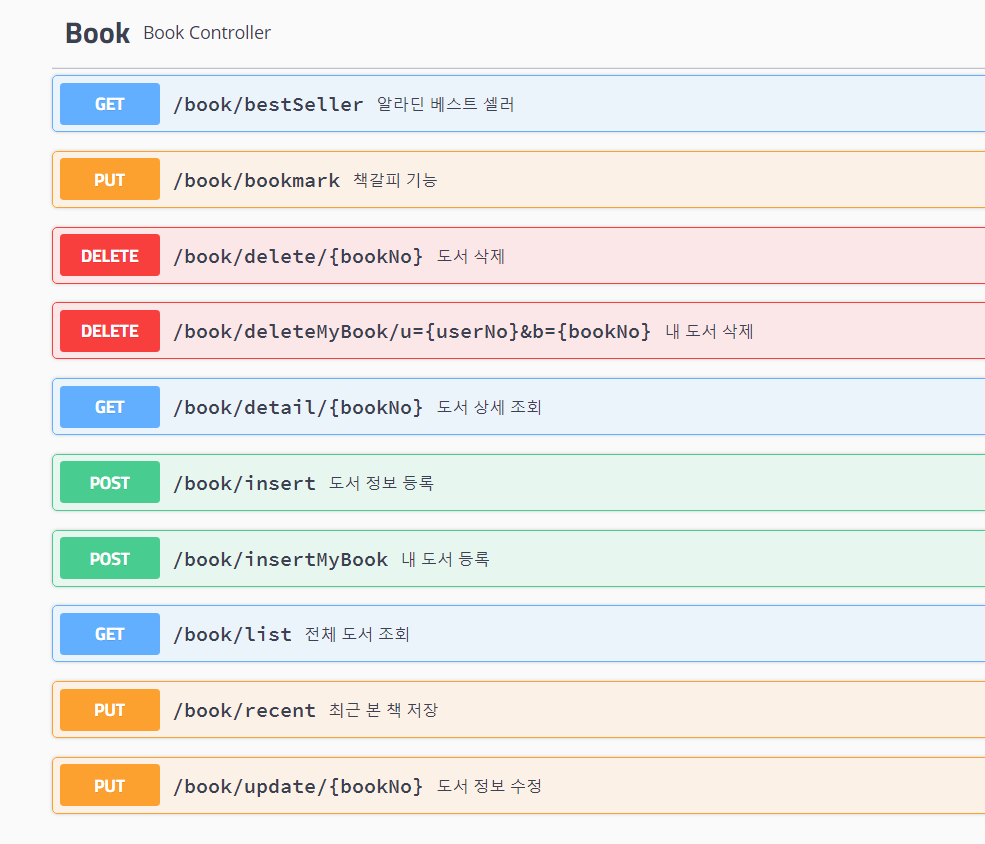 Book Book Controller
GET /book/bestSeller 알라딘 베스트 셀러
PUT /book/bookmark 책갈피 기능
DELETE /book/delete/{bookNo} 도서 삭제
DELETE /book/deleteMyBook/u={userNo}&b={bookNo} 내 도서 삭제
GET /book/detail/{bookNo} 도서 상세 조회
POST /book/insert 도서 정보 등록
POST /book/insertMyBook 내 도서 등록
GET /book/list 전체 도서 조회
PUT /book/recent 최근 본 책 저장
PUT /book/update/{bookNo} 도서 정보 수정